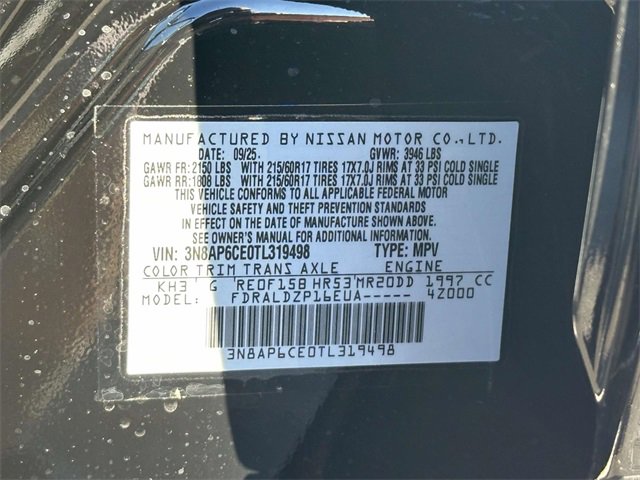 MANUFACTURED BY NISSAN MOTOR CO.,LTD.
DATE: 09/25. GVWR: 3946 LBS
GAWR FR: 2150 LBS WITH 215/60R17 TIRES 17X7.0J RIMS AT 33 PSI COLD SINGLE
GAWR RR: 1808 LBS WITH 215/60R17 TIRES 17X7.0J RIMS AT 33 PSI COLD SINGLE
THIS VEHICLE CONFORMS TO ALL APPLICABLE FEDERAL MOTOR
VEHICLE SAFETY AND THEFT PREVENTION STANDARDS
IN EFFECT ON THE DATE OF MANUFACTURE SHOWN ABOVE.
SEE OWNER'S MANUAL FOR ADDITIONAL INFORMATION.
VIN: 3N8AP6CE0TL319498 TYPE: MPV
COLOR TRIM TRANS AXLE ENGINE
KH3' G 'RE0F15B HR53'MR20DD 1997 CC
MODEL: FDRALDZP16EUA----- 4Z000
3N8AP6CE0TL319498